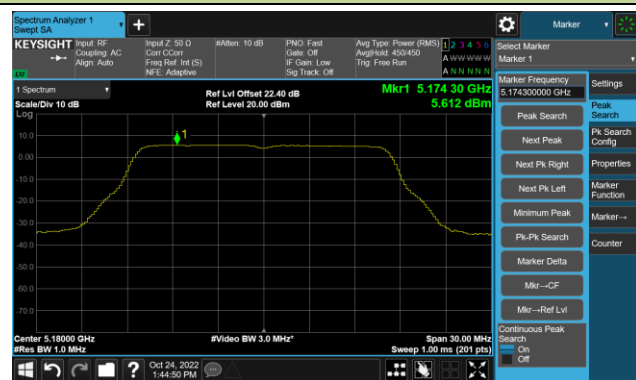 Spectrum Analyzer 1
Swept SA
Marker
KEYSIGHT
Input: RF
Coupling: AC
Align: Auto
Input Z: 50 Ω
Corr CCorr
Freq Ref: Int (S)
NFE: Adaptive
#Atten: 10 dB
PNO: Fast
Gate: Off
IF Gain: Low
Sig Track: Off
Avg Type: Power (RMS)
Avg|Hold: 450/450
Trig: Free Run
1 2 3 4 5 6
A W W W W W
A N N N N N
Select Marker
Marker 1
1 Spectrum
Scale/Div 10 dB
Log
Ref Lvl Offset 22.40 dB
Ref Level 20.00 dBm
Mkr1 5.174 30 GHz
5.612 dBm
10.0
0.00
-10.0
-20.0
-30.0
-40.0
-50.0
-60.0
-70.0
1
Center 5.18000 GHz
#Res BW 1.0 MHz
#Video BW 3.0 MHz*
Span 30.00 MHz
Sweep 1.00 ms (201 pts)
Marker Frequency
5.174300000 GHz
Peak Search
Next Peak
Next Pk Right
Next Pk Left
Minimum Peak
Pk-Pk Search
Marker Delta
Mkr→CF
Mkr→Ref Lvl
Continuous Peak
Search
On
Off
Settings
Peak
Search
Pk Search
Config
Properties
Marker
Function
Marker→
Counter
Oct 24, 2022
1:44:50 PM